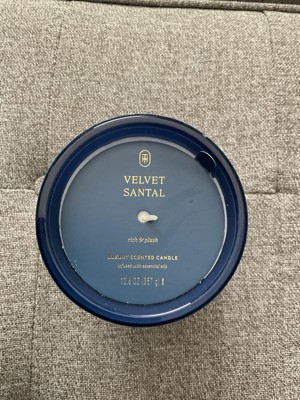 VELVET
SANTAL
rich & plush
LUXURY SCENTED CANDLE
infused with essential oils